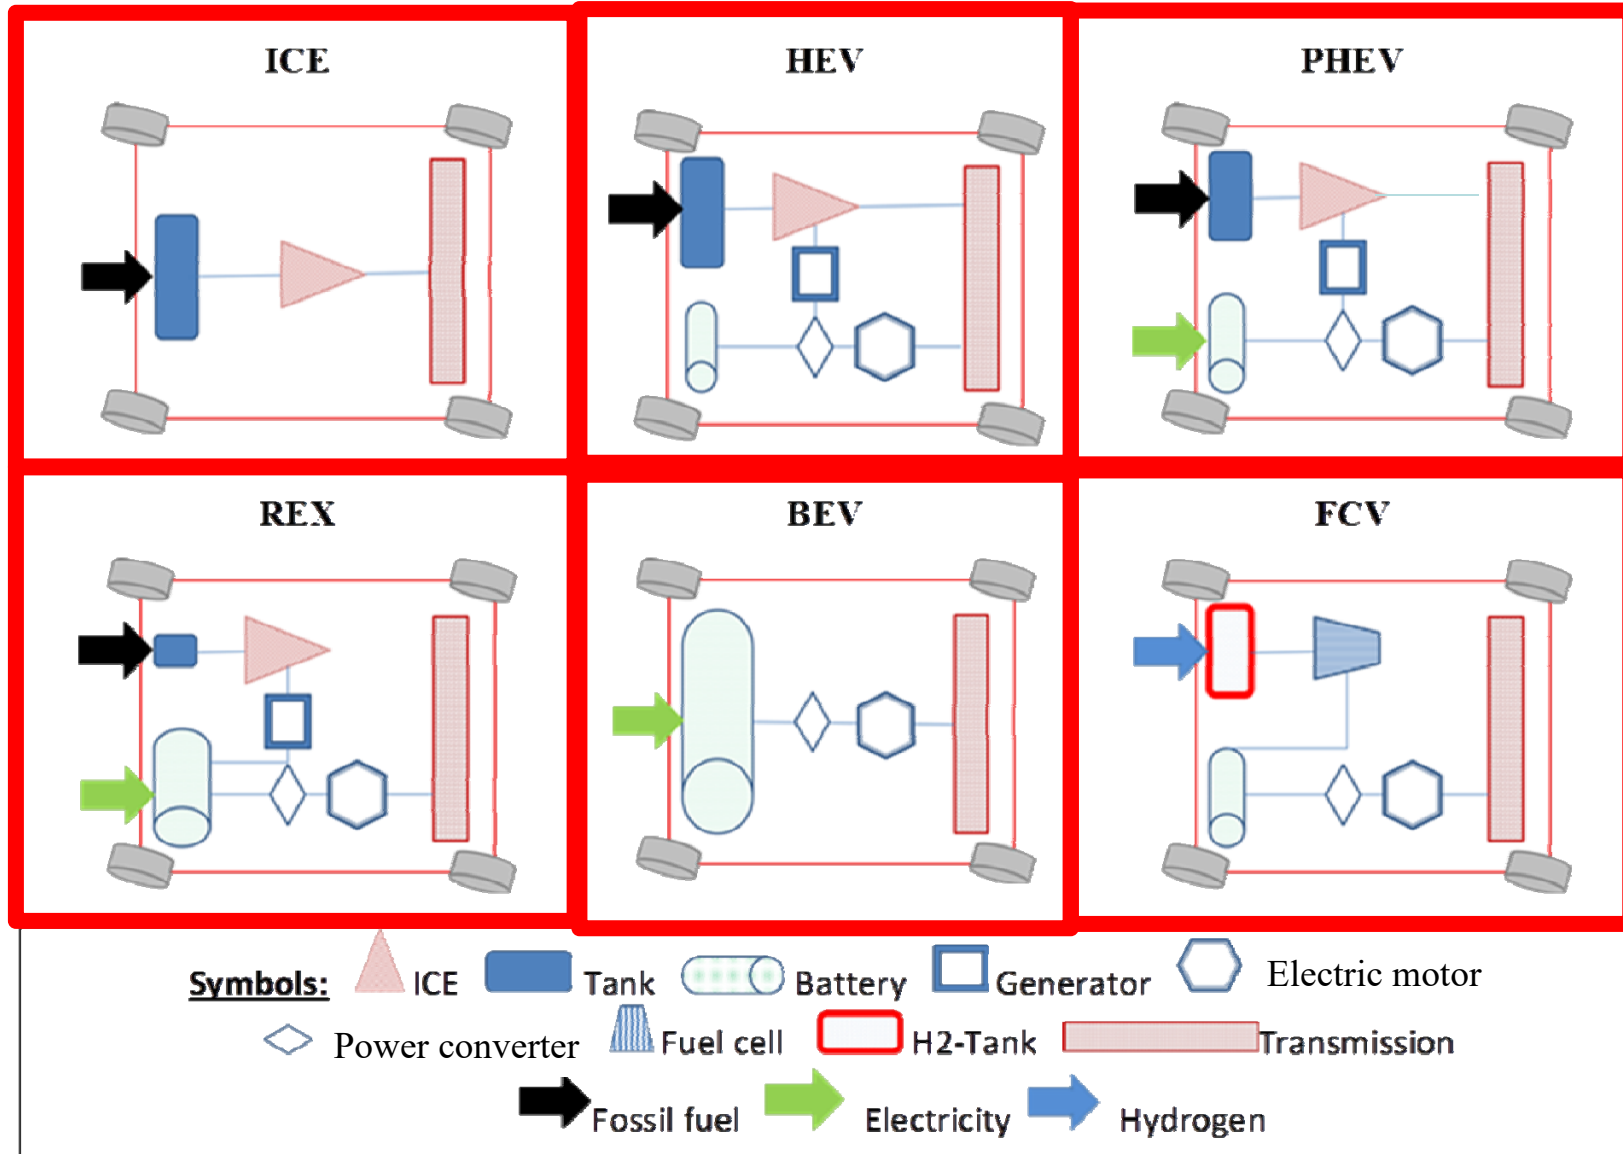 ICE HEV PHEV
REX BEV FCV
Symbols: ICE Tank Battery Generator Electric motor
Power converter Fuel cell H2-Tank Transmission
Fossil fuel Electricity Hydrogen